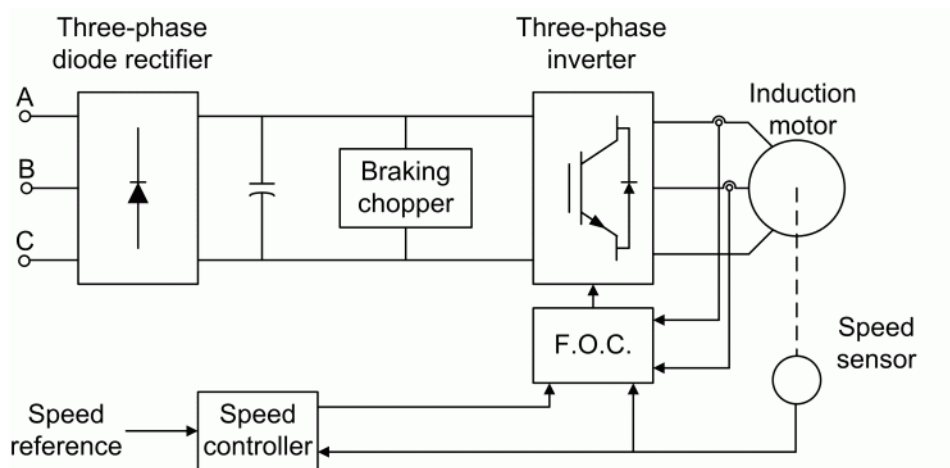 Three-phase
diode rectifier
Three-phase
inverter
Induction
motor
A
B
C
Braking
chopper
F.O.C.
Speed
sensor
Speed
reference
Speed
controller